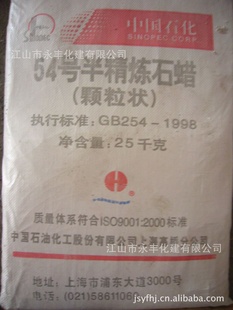 中国石化
SINOPEC CORP.
江山市永丰化建有限公司
54号半精炼石蜡
(颗粒状)
执行标准:GB254-1998
净含量:25千克
质量体系符合ISO9001:2000标准
中国石油化工股份有限公司上海高桥分公司
江山市永丰化建有限公司
地址:上海市浦东大道3000号
jsyfhj.1688.com